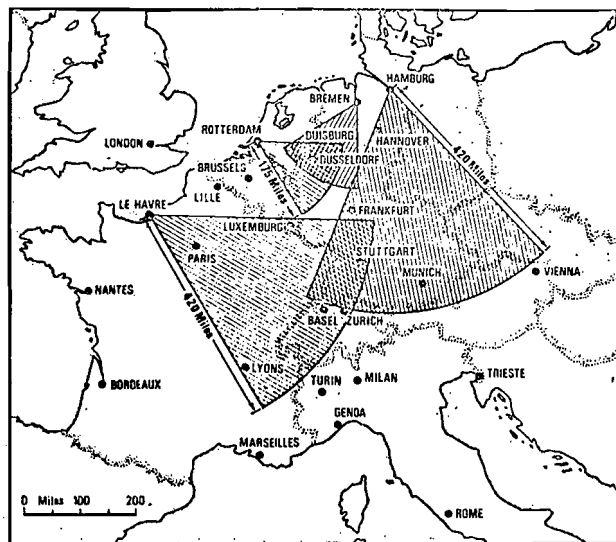 HAMBURG
BREMEN
ROTTERDAM
DUISBURG
HANNOVER
LONDON
DUSSELDORF
420 Miles
BRUSSELS
175 Miles
LILLE
LE HAVRE
FRANKFURT
LUXEMBURG
PARIS
STUTTGART
MUNICH
VIENNA
NANTES
420 Miles
BASEL
ZURICH
LYONS
TURIN
MILAN
TRIESTE
BORDEAUX
GENOA
MARSEILLES
0 Miles 100 200
ROME